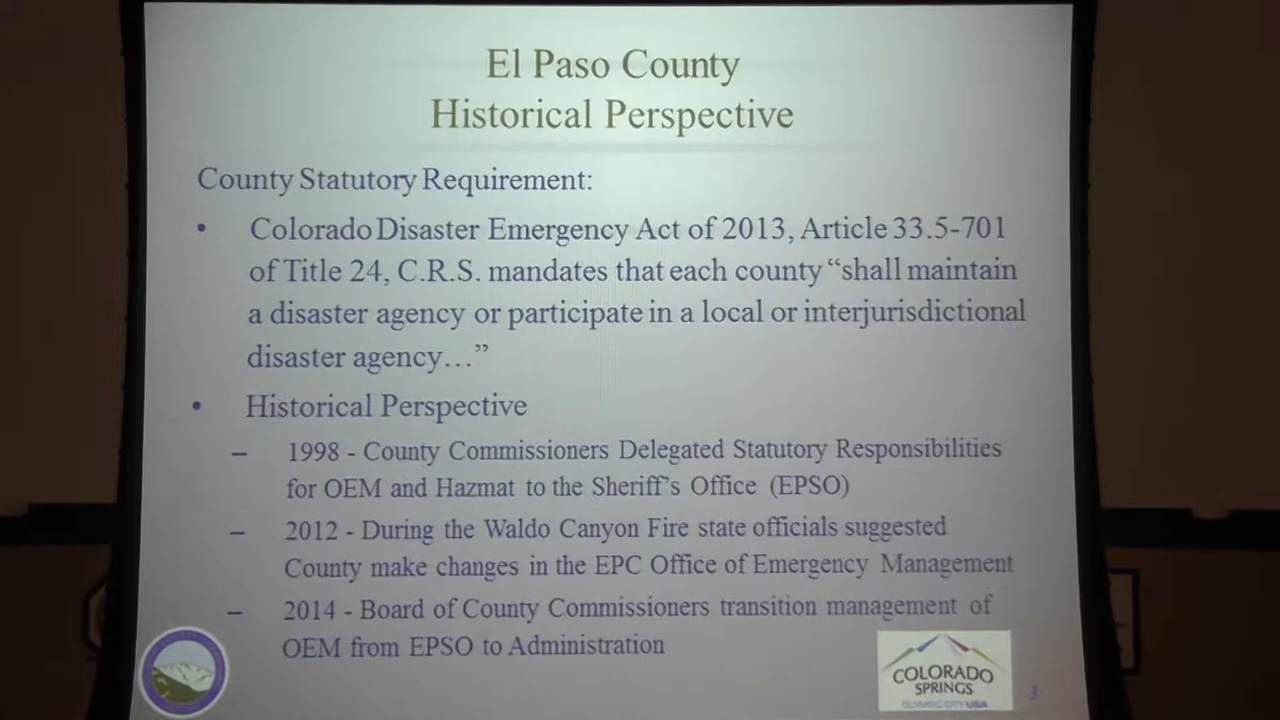 El Paso County
Historical Perspective
County Statutory Requirement:
• Colorado Disaster Emergency Act of 2013, Article 33.5-701
of Title 24, C.R.S. mandates that each county “shall maintain
a disaster agency or participate in a local or interjurisdictional
disaster agency…”
• Historical Perspective
– 1998 - County Commissioners Delegated Statutory Responsibilities
for OEM and Hazmat to the Sheriff’s Office (EPSO)
– 2012 - During the Waldo Canyon Fire state officials suggested
County make changes in the EPC Office of Emergency Management
– 2014 - Board of County Commissioners transition management of
OEM from EPSO to Administration
COLORADO
SPRINGS
OLYMPIC CITY USA
3